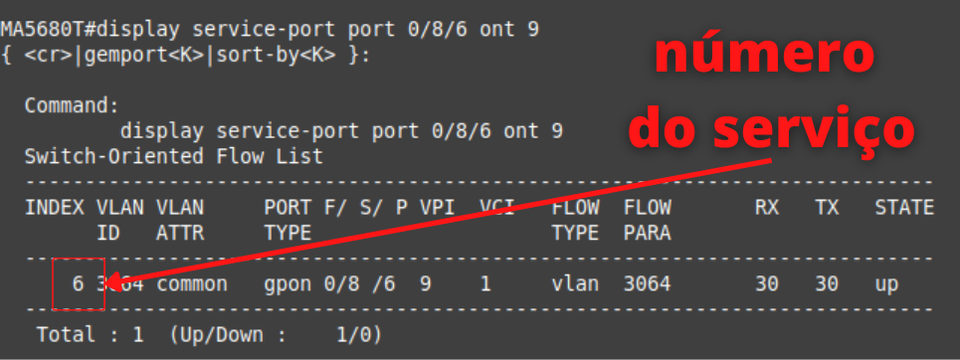 MA5680T#display service-port port 0/8/6 ont 9
{ <cr>|gemport<K>|sort-by<K> }:
número
do serviço
Command:
display service-port port 0/8/6 ont 9
Switch-Oriented Flow List
-----------------------------------------------------------------------------
INDEX VLAN VLAN PORT F/ S/ P VPI VCI FLOW FLOW RX TX STATE
ID ATTR TYPE TYPE PARA
-----------------------------------------------------------------------------
6 3064 common gpon 0/8 /6 9 1 vlan 3064 30 30 up
-----------------------------------------------------------------------------
Total : 1 (Up/Down : 1/0)